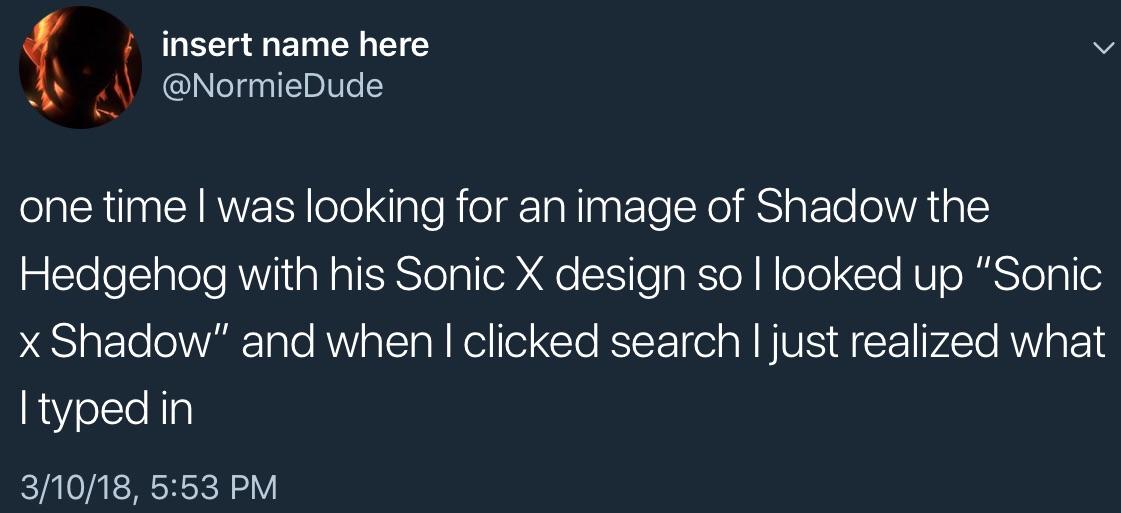 insert name here
@NormieDude
one time I was looking for an image of Shadow the
Hedgehog with his Sonic X design so I looked up “Sonic
x Shadow” and when I clicked search I just realized what
I typed in
3/10/18, 5:53 PM